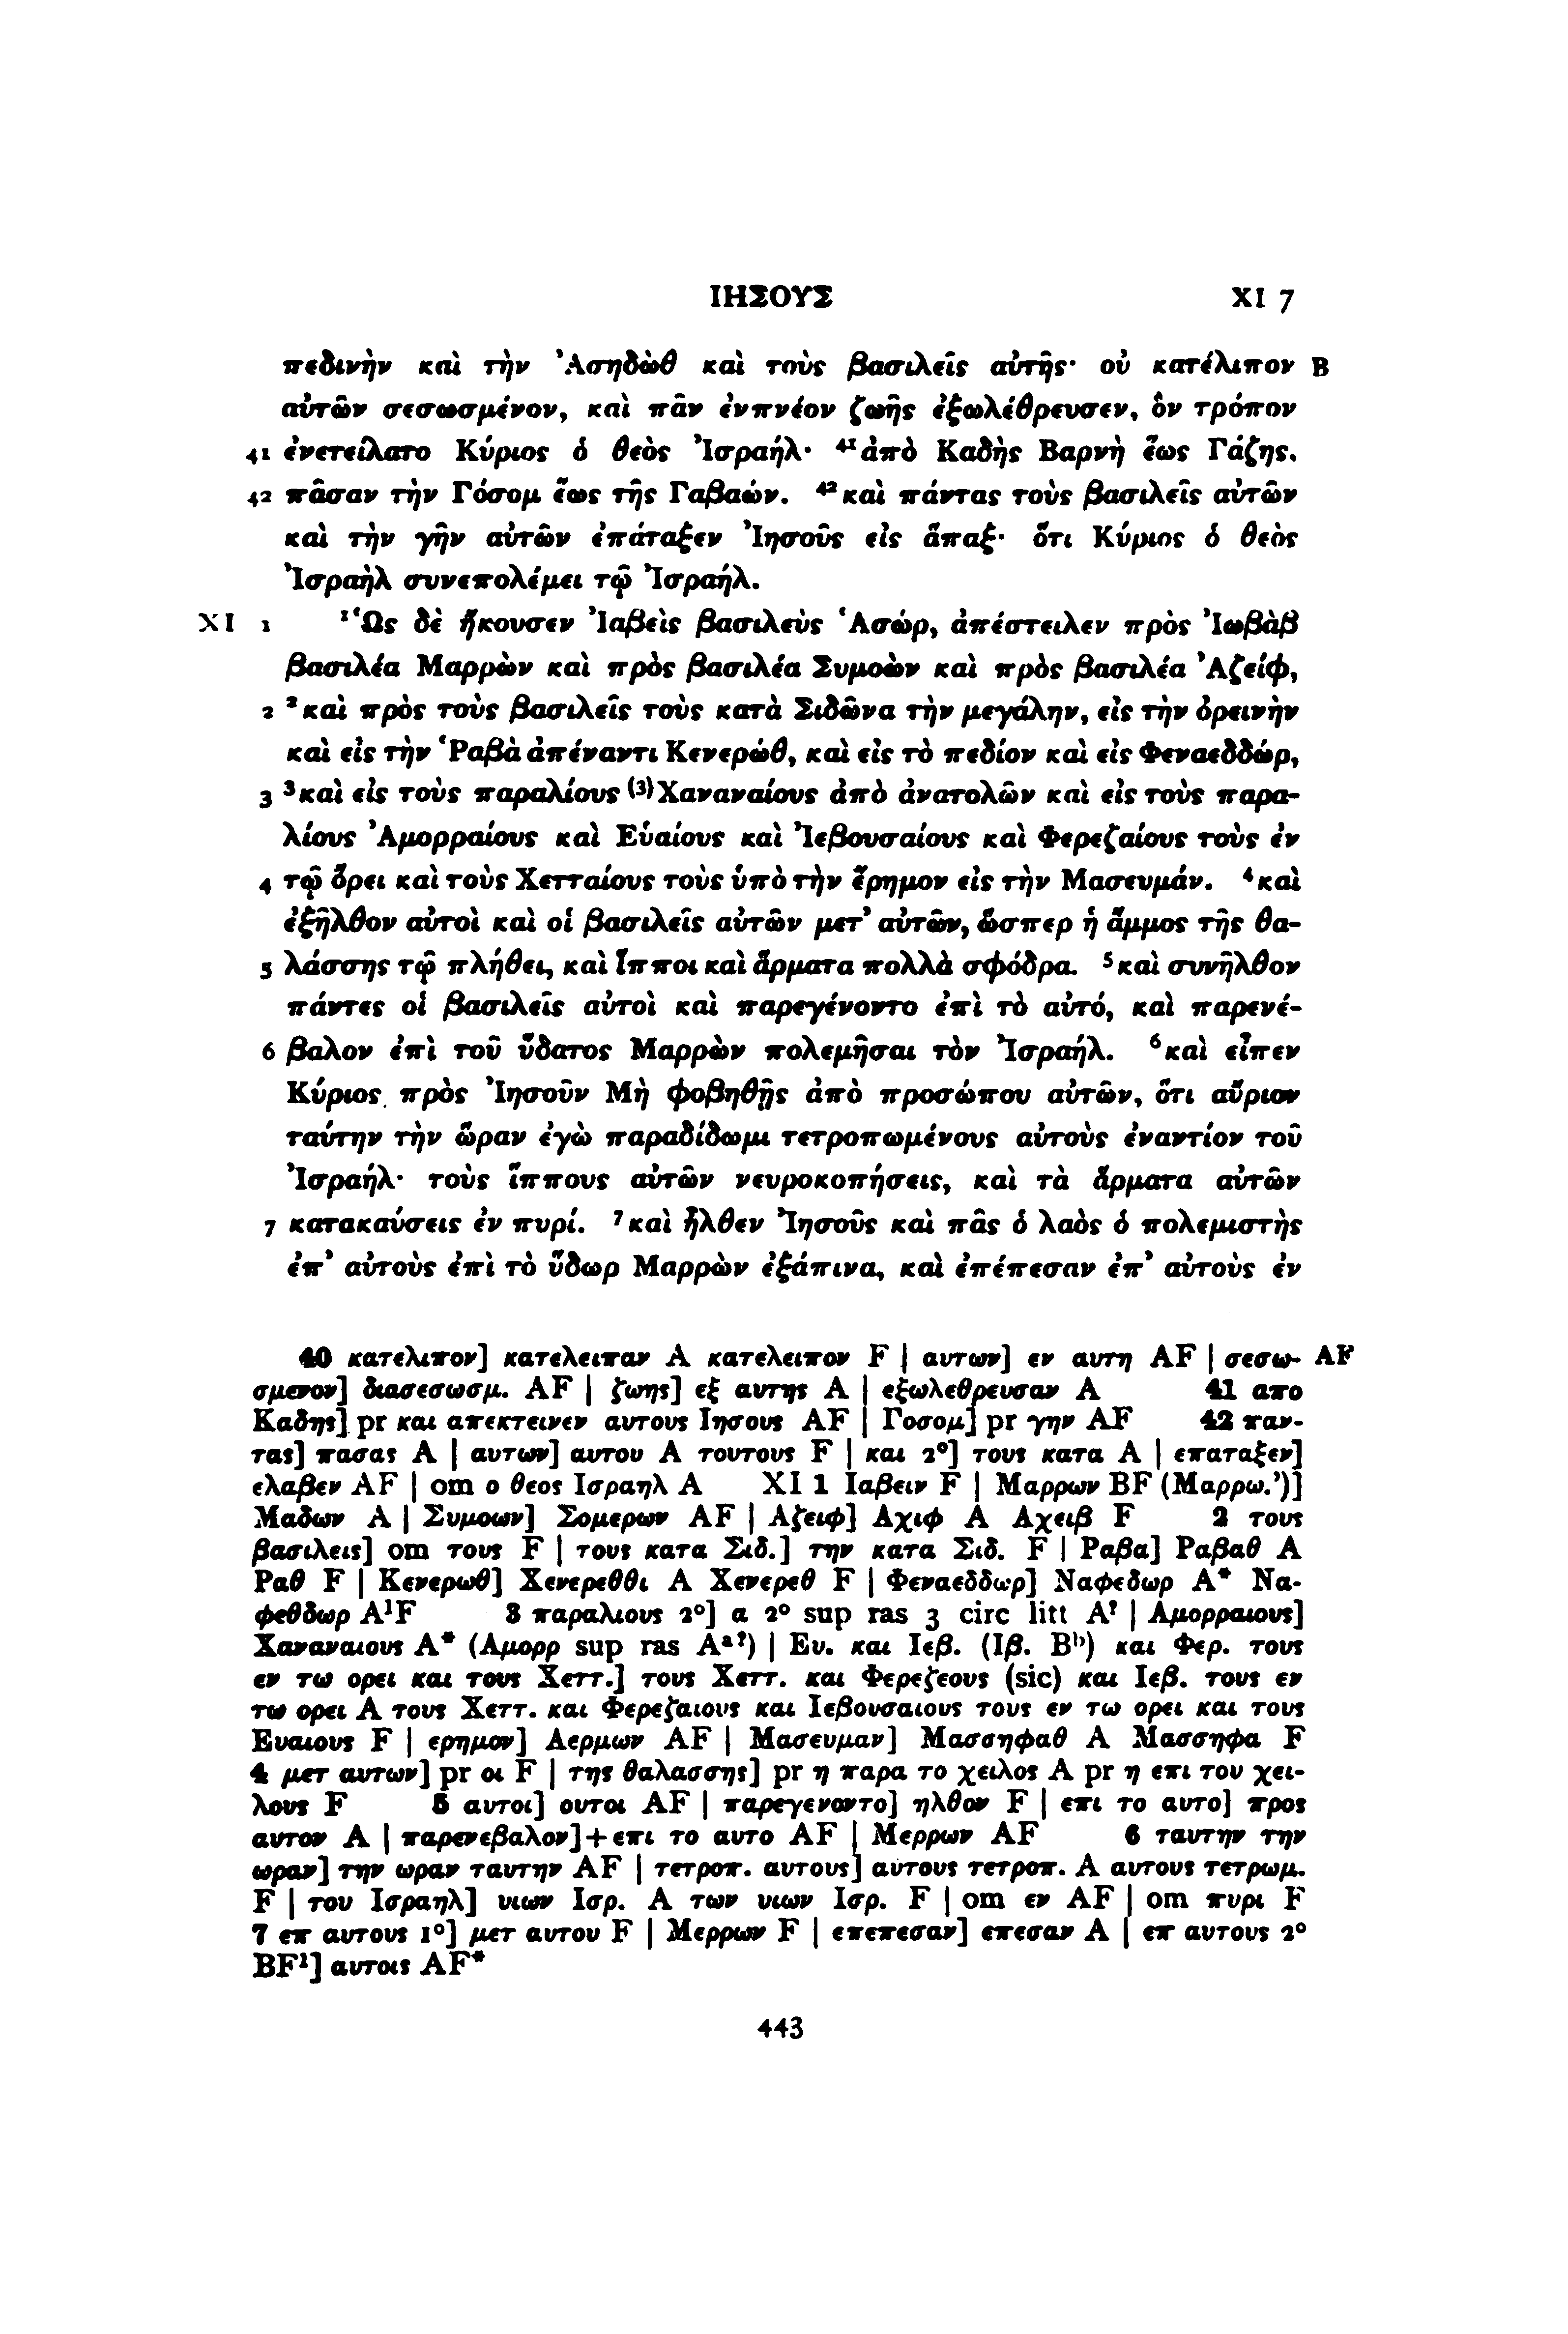 ΙΗΣΟΥΣ XI 7
πεδινὴν καὶ τὴν Ἀσηδὼθ καὶ τοὺς βασιλεῖς αὐτῆς· οὐ κατέλιπον B
αὐτῶν σεσωσμένον, καὶ πᾶν ἐνπνέον ζωῆς ἐξωλέθρευσεν, ὃν τρόπον
41 ἐνετείλατο Κύριος ὁ θεὸς Ἰσραήλ· ⁴¹ἀπὸ Καδὴς Βαρνὴ ἕως Γάζης,
42 πᾶσαν τὴν Γόσομ ἕως τῆς Γαβαών. ⁴²καὶ πάντας τοὺς βασιλεῖς αὐτῶν
καὶ τὴν γῆν αὐτῶν ἐπάταξεν Ἰησοῦς εἰς ἅπαξ· ὅτι Κύριος ὁ θεὸς
Ἰσραὴλ συνεπολέμει τῷ Ἰσραήλ.
XI 1 ¹Ὡς δὲ ἤκουσεν Ἰαβεὶς βασιλεὺς Ἁσώρ, ἀπέστειλεν πρὸς Ἰωβὰβ
βασιλέα Μαρρὼν καὶ πρὸς βασιλέα Συμοὼν καὶ πρὸς βασιλέα Ἀζείφ,
2 ²καὶ πρὸς τοὺς βασιλεῖς τοὺς κατὰ Σιδῶνα τὴν μεγάλην, εἰς τὴν ὀρεινὴν
καὶ εἰς τὴν Ῥαβὰ ἀπέναντι Κενερώθ, καὶ εἰς τὸ πεδίον καὶ εἰς Φεναεδδώρ,
3 ³καὶ εἰς τοὺς παραλίους ⁽³⁾Χαναναίους ἀπὸ ἀνατολῶν καὶ εἰς τοὺς παρα-
λίους Ἀμορραίους καὶ Εὑαίους καὶ Ἰεβουσαίους καὶ Φερεζαίους τοὺς ἐν
4 τῷ ὄρει καὶ τοὺς Χετταίους τοὺς ὑπὸ τὴν ἔρημον εἰς τὴν Μασευμάν. ⁴καὶ
ἐξῆλθον αὐτοὶ καὶ οἱ βασιλεῖς αὐτῶν μετ’ αὐτῶν, ὥσπερ ἡ ἄμμος τῆς θα-
5 λάσσης τῷ πλήθει, καὶ ἵπποι καὶ ἅρματα πολλὰ σφόδρα. ⁵καὶ συνῆλθον
πάντες οἱ βασιλεῖς αὐτοὶ καὶ παρεγένοντο ἐπὶ τὸ αὐτό, καὶ παρενέ-
6 βαλον ἐπὶ τοῦ ὕδατος Μαρρὼν πολεμῆσαι τὸν Ἰσραήλ. ⁶καὶ εἶπεν
Κύριος πρὸς Ἰησοῦν Μὴ φοβηθῇς ἀπὸ προσώπου αὐτῶν, ὅτι αὔριον
ταύτην τὴν ὥραν ἐγὼ παραδίδωμι τετροπωμένους αὐτοὺς ἐναντίον τοῦ
Ἰσραήλ· τοὺς ἵππους αὐτῶν νευροκοπήσεις, καὶ τὰ ἅρματα αὐτῶν
7 κατακαύσεις ἐν πυρί. ⁷καὶ ἦλθεν Ἰησοῦς καὶ πᾶς ὁ λαὸς ὁ πολεμιστὴς
ἐπ’ αὐτοὺς ἐπὶ τὸ ὕδωρ Μαρρὼν ἐξάπινα, καὶ ἐπέπεσαν ἐπ’ αὐτοὺς ἐν
40 κατελιπον] κατελειπαν A κατελειπον F | αυτων] εν αυτη AF | σεσω- AF
σμενον] διασεσωσμ. AF | ζωης] εξ αυτης A | εξωλεθρευσαν A 41 απο
Καδης] pr και απεκτεινεν αυτους Ιησους AF | Γοσομ] pr γην AF 42 παν-
τας] πασας A | αυτων] αυτου A τουτους F | και 2°] τους κατα A | επαταξεν]
ελαβεν AF | om ο θεος Ισραηλ A XI 1 Ιαβειν F | Μαρρων BF (Μαρρω.’)]
Μαδων A | Συμοων] Σομερων AF | Αζειφ] Αχιφ A Αχειβ F 2 τους
βασιλεις] om τους F | τους κατα Σιδ.] την κατα Σιδ. F | Ραβα] Ραβαθ A
Ραθ F | Κενερωθ] Χενερεθθι A Χενερεθ F | Φεναεδδωρ] Ναφεδωρ A* Να-
φεθδωρ A¹F 3 παραλιους 2°] α 2° sup ras 3 circ litt A? | Αμορραιους]
Χαναναιους A* (Αμορρ sup ras Aᵃ?) | Ευ. και Ιεβ. (Ιβ. Bᵇ) και Φερ. τους
εν τω ορει και τους Χεττ.] τους Χεττ. και Φερεζεους (sic) και Ιεβ. τους εν
τω ορει A τους Χεττ. και Φερεζαιους και Ιεβουσαιους τους εν τω ορει και τους
Ευαιους F | ερημον] Αερμων AF | Μασευμαν] Μασσηφαθ A Μασσηφα F
4 μετ αυτων] pr οι F | της θαλασσης] pr η παρα το χειλος A pr η επι του χει-
λους F 5 αυτοι] ουτοι AF | παρεγενοντο] ηλθον F | επι το αυτο] προς
αυτον A | παρενεβαλον]+επι το αυτο AF | Μερρων AF 6 ταυτην την
ωραν] την ωραν ταυτην AF | τετροπ. αυτους] αυτους τετροπ. A αυτους τετρωμ.
F | του Ισραηλ] υιων Ισρ. A των υιων Ισρ. F | om εν AF | om πυρι F
7 επ αυτους 1°] μετ αυτου F | Μερρων F | επεπεσαν] επεσαν A | επ αυτους 2°
BF¹] αυτοις AF*
443